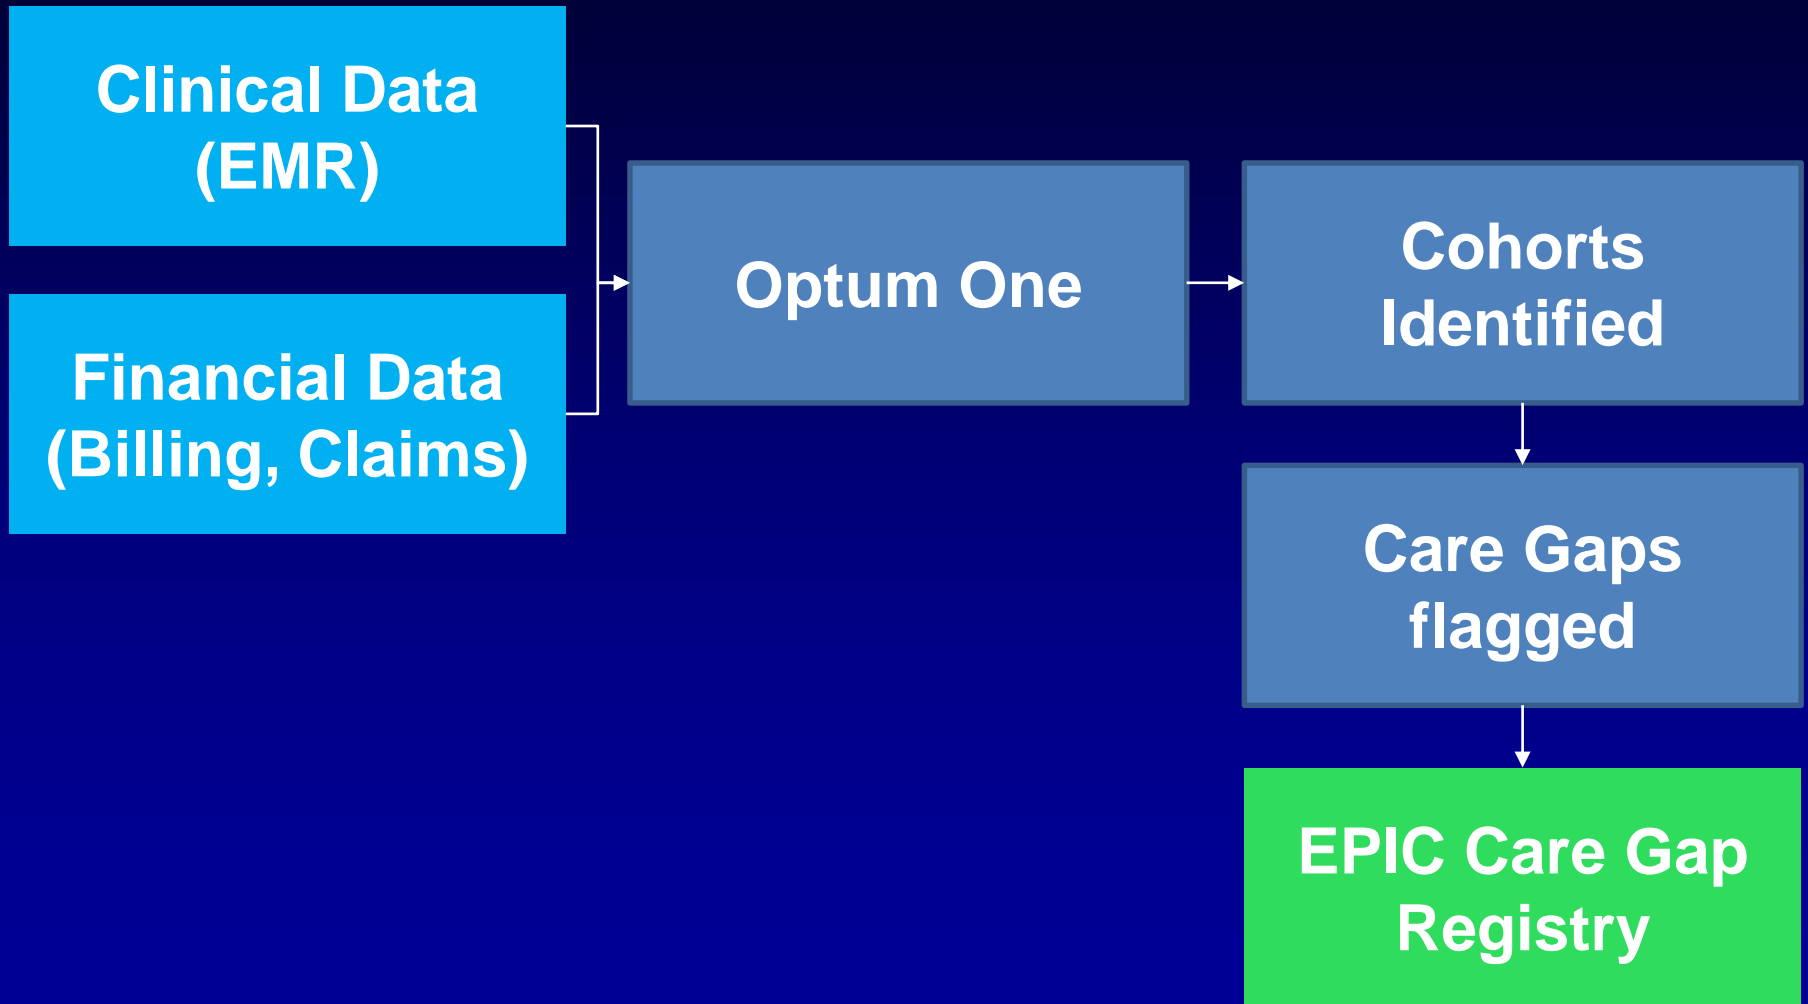 Clinical Data
(EMR)
Financial Data
(Billing, Claims)
Optum One
Cohorts
Identified
Care Gaps
flagged
EPIC Care Gap
Registry